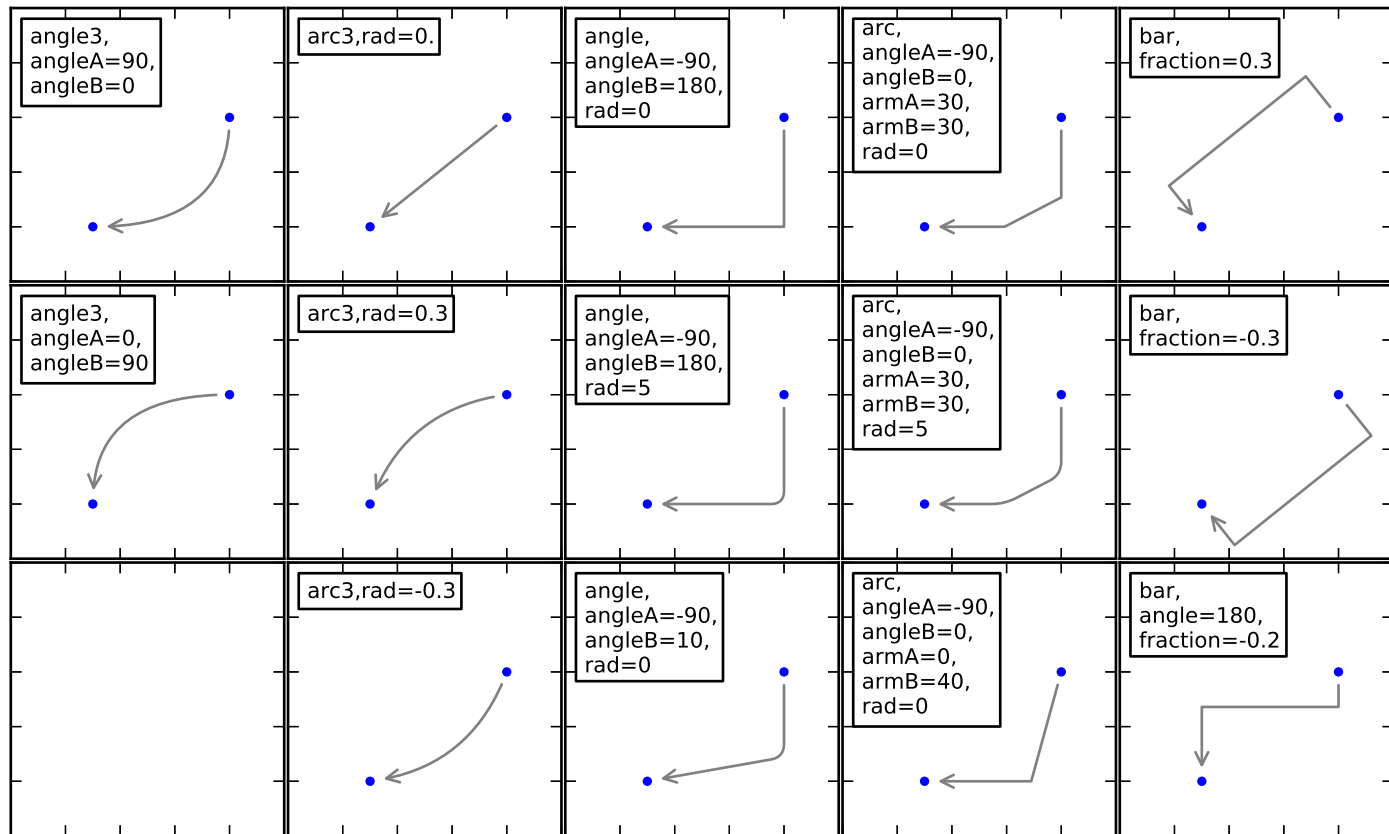 angle3,
angleA=90,
angleB=0
arc3,rad=0.
angle,
angleA=-90,
angleB=180,
rad=0
arc,
angleA=-90,
angleB=0,
armA=30,
armB=30,
rad=0
bar,
fraction=0.3
angle3,
angleA=0,
angleB=90
arc3,rad=0.3
angle,
angleA=-90,
angleB=180,
rad=5
arc,
angleA=-90,
angleB=0,
armA=30,
armB=30,
rad=5
bar,
fraction=-0.3
arc3,rad=-0.3
angle,
angleA=-90,
angleB=10,
rad=0
arc,
angleA=-90,
angleB=0,
armA=0,
armB=40,
rad=0
bar,
angle=180,
fraction=-0.2